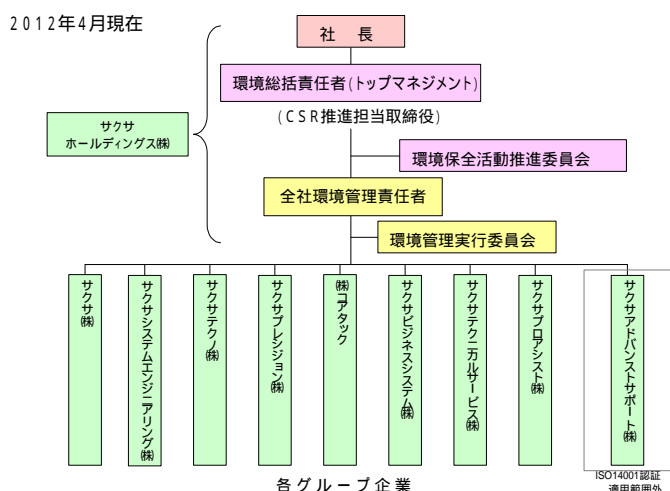 2012年4月現在
社　長
環境総括責任者(トップマネジメント)
(CSR推進担当取締役)
サクサ
ホールディングス㈱
環境保全活動推進委員会
全社環境管理責任者
環境管理実行委員会
サクサ㈱
サクサシステムエンジニアリング㈱
サクサテクノ㈱
サクサプレシジョン㈱
㈱コアタック
サクサビジネスシステム㈱
サクサテクニカルサービス㈱
サクサプロアシスト㈱
サクサアドバンストサポート㈱
各グループ企業
ISO14001認証
適用範囲外